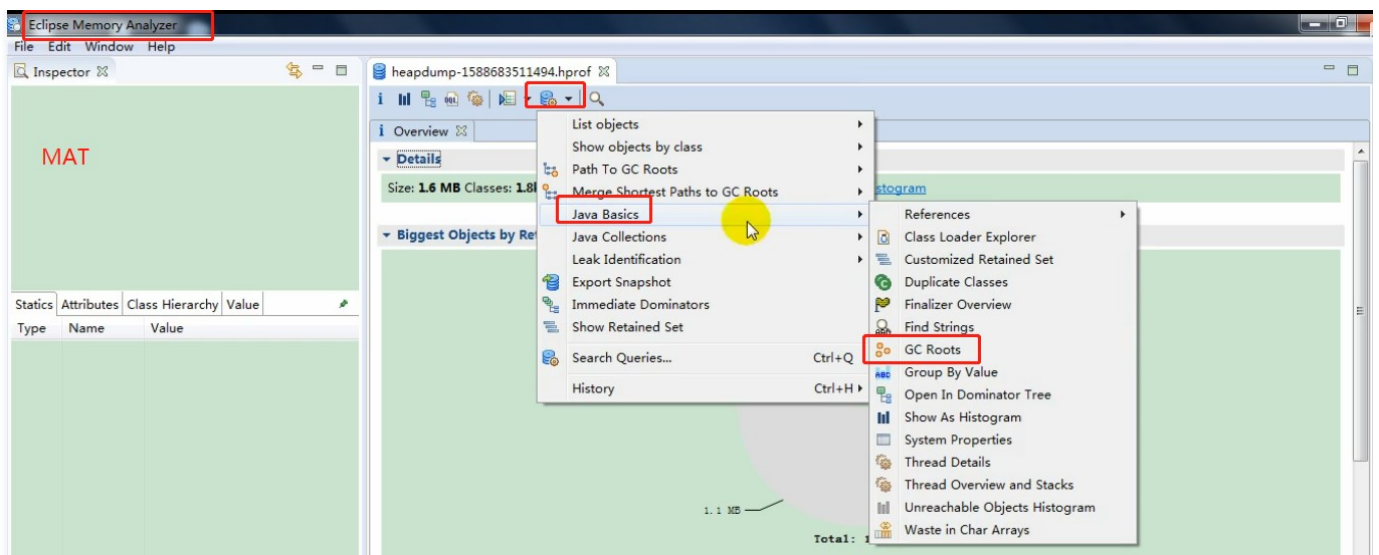 Eclipse Memory Analyzer
File Edit Window Help
Inspector
MAT
Statics Attributes Class Hierarchy Value
Type Name Value
heapdump-1588683511494.hprof
i Overview
Details
Size: 1.6 MB Classes:
Biggest Objects by
1.1 MB
Total:
List objects
Show objects by class
Path To GC Roots
Merge Shortest Paths to GC Roots
Java Basics
Java Collections
Leak Identification
Export Snapshot
Immediate Dominators
Show Retained Set
Search Queries... Ctrl+Q
History Ctrl+H
References
Class Loader Explorer
Customized Retained Set
Duplicate Classes
Finalizer Overview
Find Strings
GC Roots
Group By Value
Open In Dominator Tree
Show As Histogram
System Properties
Thread Details
Thread Overview and Stacks
Unreachable Objects Histogram
Waste in Char Arrays